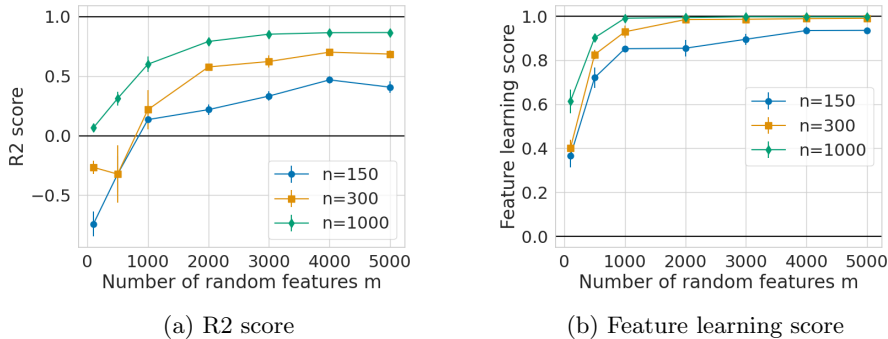 1.0
0.5
0.0
−0.5
R2 score
n=150
n=300
n=1000
0 1000 2000 3000 4000 5000
Number of random features m
(a) R2 score
1.0
0.8
0.6
0.4
0.2
0.0
Feature learning score
n=150
n=300
n=1000
0 1000 2000 3000 4000 5000
Number of random features m
(b) Feature learning score